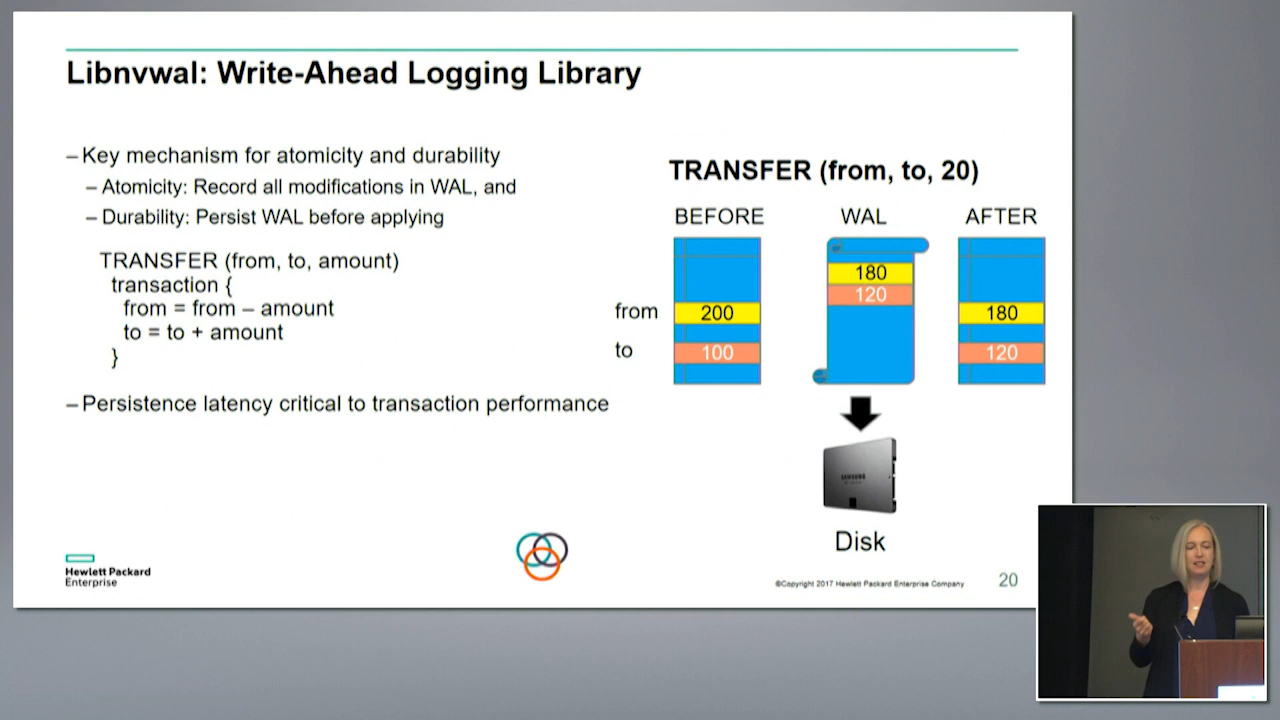 Libnvwal: Write-Ahead Logging Library
– Key mechanism for atomicity and durability
– Atomicity: Record all modifications in WAL, and
– Durability: Persist WAL before applying
TRANSFER (from, to, amount)
transaction {
from = from – amount
to = to + amount
}
– Persistence latency critical to transaction performance
TRANSFER (from, to, 20)
BEFORE WAL AFTER
180
120
from 200 180
to 100 120
SAMSUNG
Disk
Hewlett Packard
Enterprise
©Copyright 2017 Hewlett Packard Enterprise Company
20